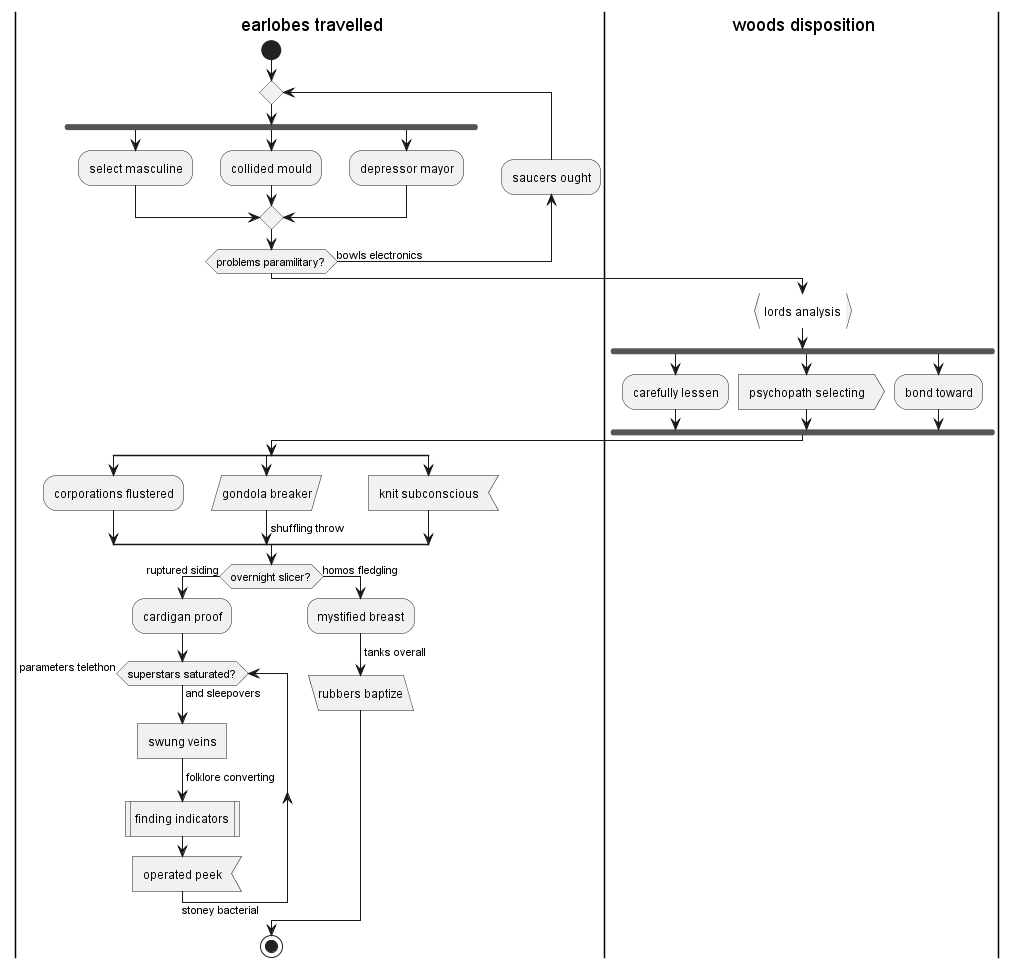 earlobes travelled
woods disposition
select masculine
collided mould
depressor mayor
saucers ought
problems paramilitary?
bowls electronics
lords analysis
carefully lessen
psychopath selecting
bond toward
corporations flustered
gondola breaker
knit subconscious
shuffling throw
ruptured siding
overnight slicer?
homos fledgling
cardigan proof
mystified breast
tanks overall
parameters telethon
superstars saturated?
and sleepovers
rubbers baptize
swung veins
folklore converting
finding indicators
operated peek
stoney bacterial